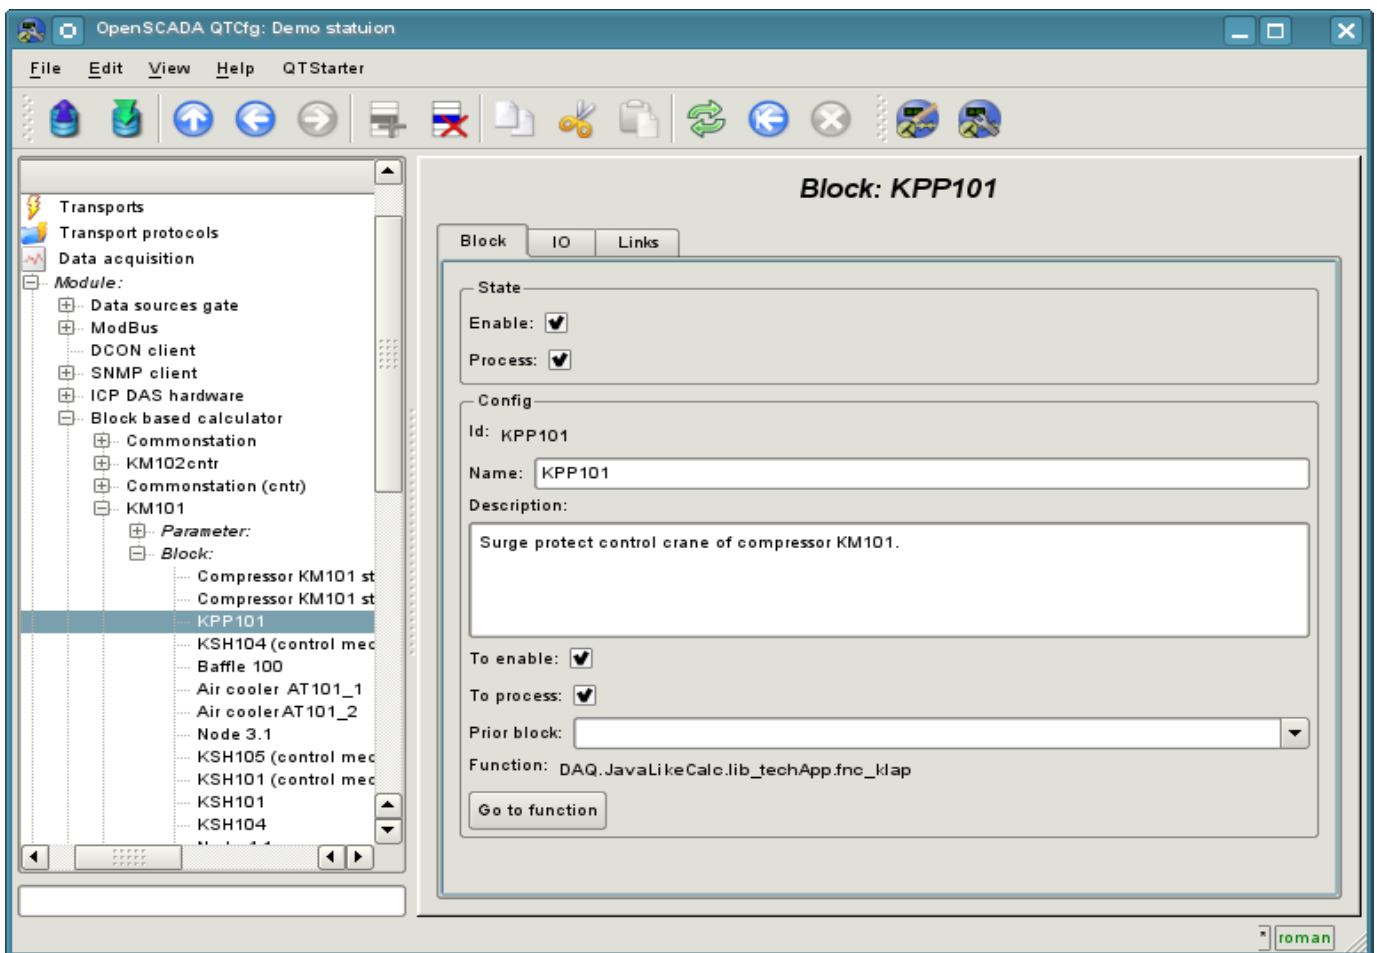 OpenSCADA QTCfg: Demo statuion
File Edit View Help QTStarter
Transports
Transport protocols
Data acquisition
Module:
Data sources gate
ModBus
DCON client
SNMP client
ICP DAS hardware
Block based calculator
Commonstation
KM102cntr
Commonstation (cntr)
KM101
Parameter:
Block:
Compressor KM101 st
Compressor KM101 st
KPP101
KSH104 (control mec
Baffle 100
Air cooler AT101_1
Air cooler AT101_2
Node 3.1
KSH105 (control mec
KSH101 (control mec
KSH101
KSH104
Block: KPP101
Block IO Links
State
Enable:
Process:
Config
Id: KPP101
Name: KPP101
Description:
Surge protect control crane of compressor KM101.
To enable:
To process:
Prior block:
Function: DAQ.JavaLikeCalc.lib_techApp.fnc_klap
Go to function
* roman